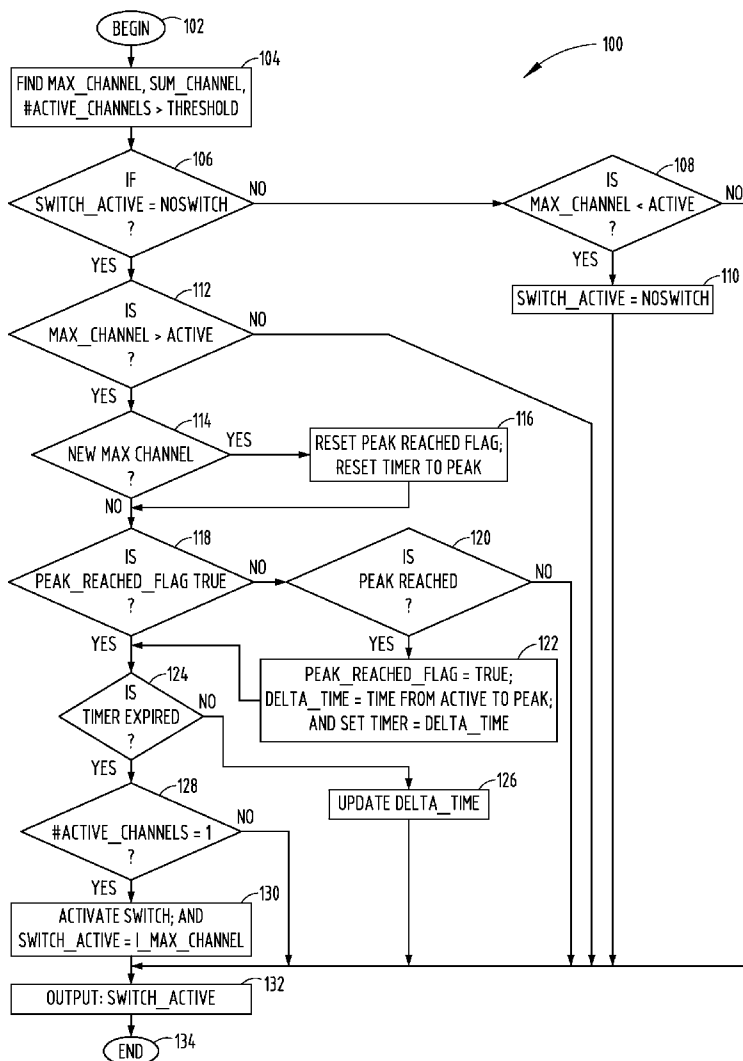 BEGIN
102
100
104
FIND MAX_CHANNEL, SUM_CHANNEL,
#ACTIVE_CHANNELS > THRESHOLD
106
IF
SWITCH_ACTIVE = NOSWITCH
?
NO
YES
108
IS
MAX_CHANNEL < ACTIVE
?
NO
YES
110
SWITCH_ACTIVE = NOSWITCH
112
IS
MAX_CHANNEL > ACTIVE
?
NO
YES
114
NEW MAX CHANNEL
?
YES
NO
116
RESET PEAK REACHED FLAG;
RESET TIMER TO PEAK
118
IS
PEAK_REACHED_FLAG TRUE
?
NO
YES
120
IS
PEAK REACHED
?
NO
YES
122
PEAK_REACHED_FLAG = TRUE;
DELTA_TIME = TIME FROM ACTIVE TO PEAK;
AND SET TIMER = DELTA_TIME
124
IS
TIMER EXPIRED
?
NO
YES
126
UPDATE DELTA_TIME
128
#ACTIVE_CHANNELS = 1
?
NO
YES
130
ACTIVATE SWITCH; AND
SWITCH_ACTIVE = I_MAX_CHANNEL
132
OUTPUT: SWITCH_ACTIVE
END
134